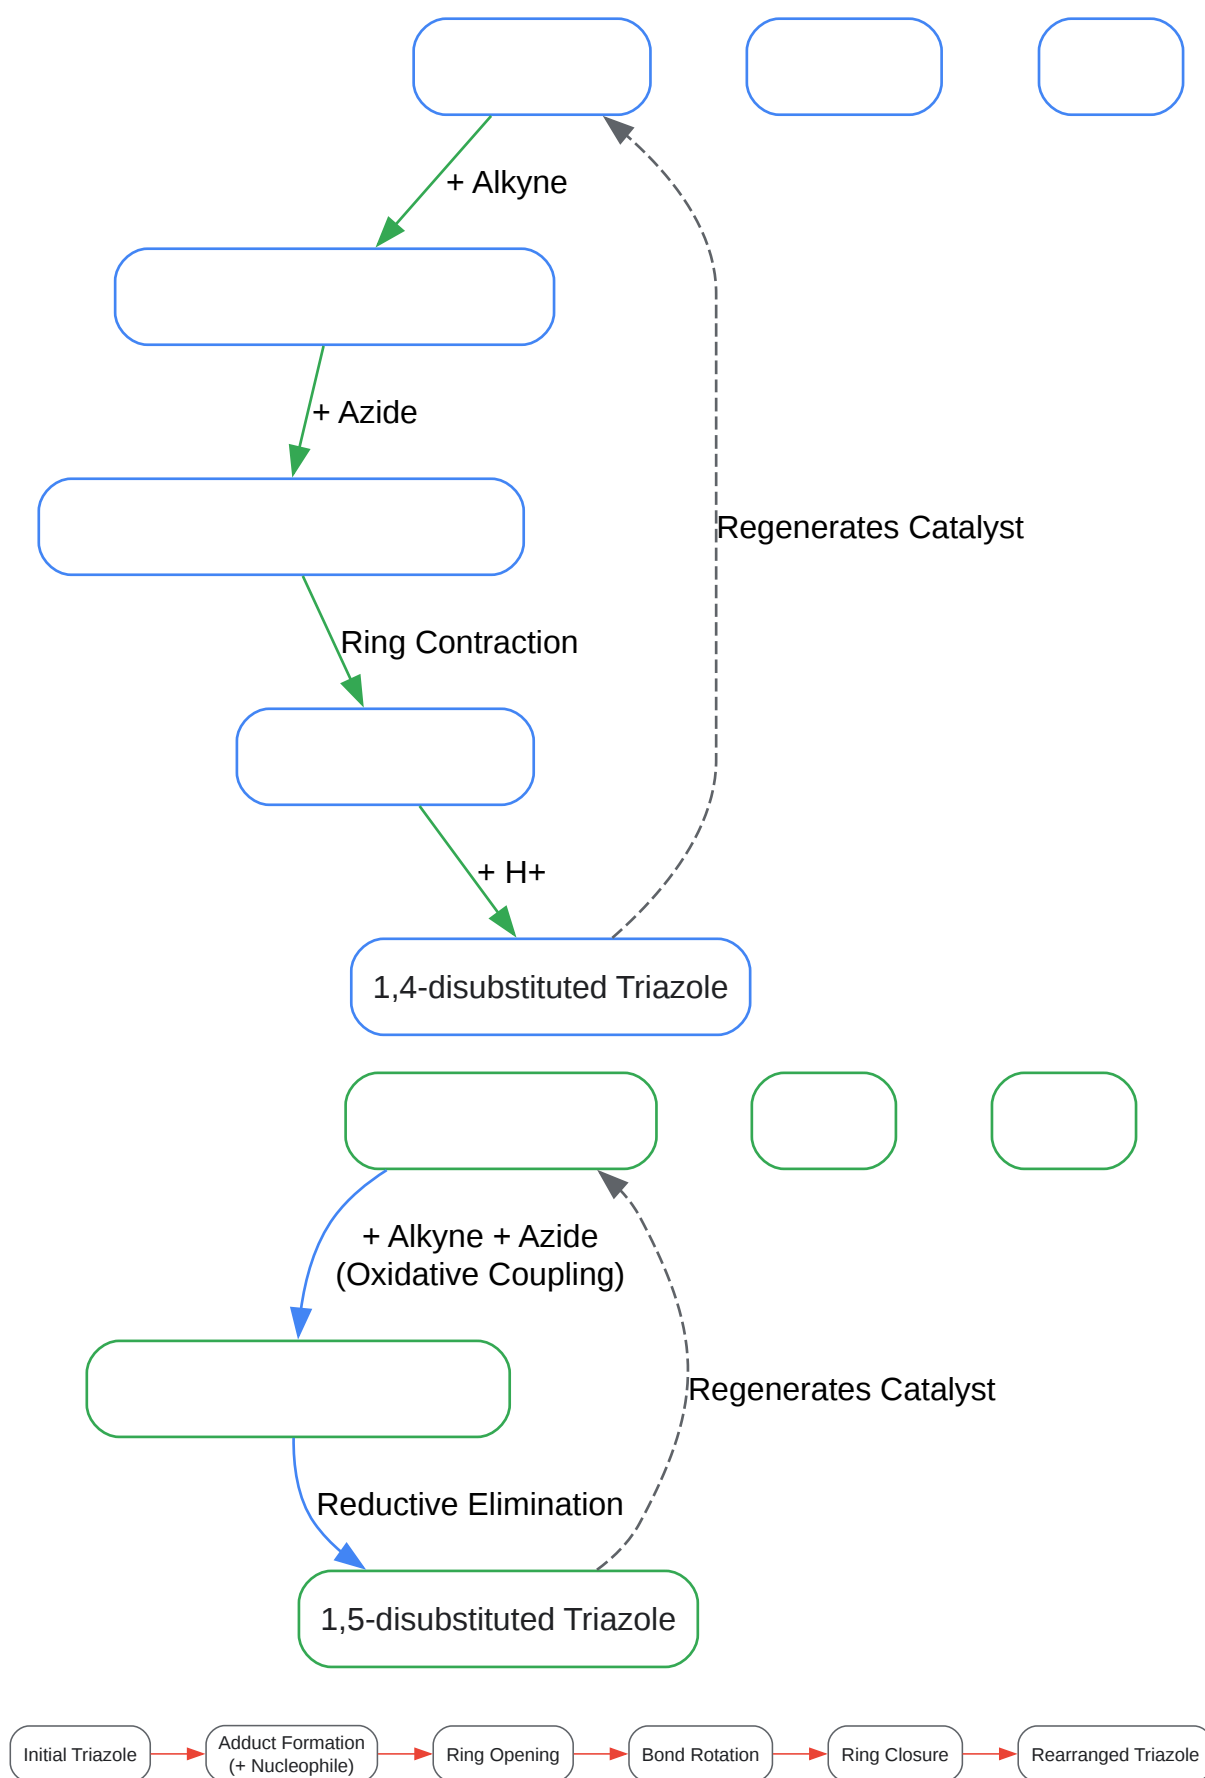 + Alkyne
+ Azide
Regenerates Catalyst
Ring Contraction
+ H+
1,4-disubstituted Triazole
+ Alkyne + Azide
(Oxidative Coupling)
Regenerates Catalyst
Reductive Elimination
1,5-disubstituted Triazole
Initial Triazole
Adduct Formation
(+ Nucleophile)
Ring Opening
Bond Rotation
Ring Closure
Rearranged Triazole